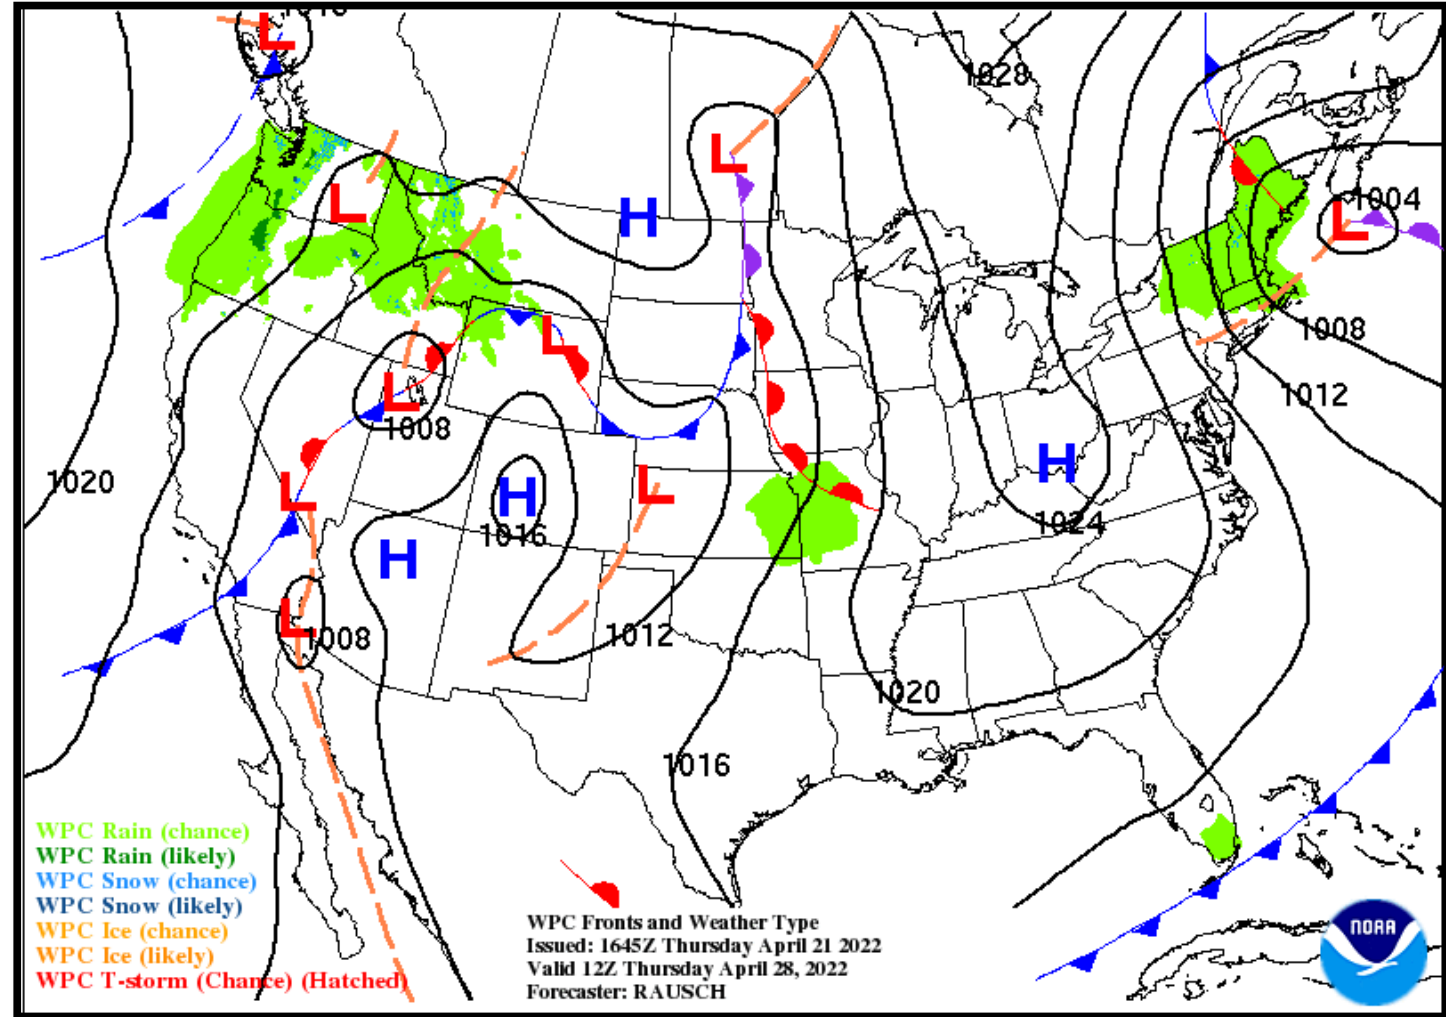 L
1028
L
H
L
1004
L
1008
L
1012
L
1008
1020
H
L
L
H
1016
1024
H
L
1008
1012
1020
1016
WPC Rain (chance)
WPC Rain (likely)
WPC Snow (chance)
WPC Snow (likely)
WPC Ice (chance)
WPC Ice (likely)
WPC T-storm (Chance) (Hatched)
WPC Fronts and Weather Type
Issued: 1645Z Thursday April 21 2022
Valid 12Z Thursday April 28, 2022
Forecaster: RAUSCH
NOAA